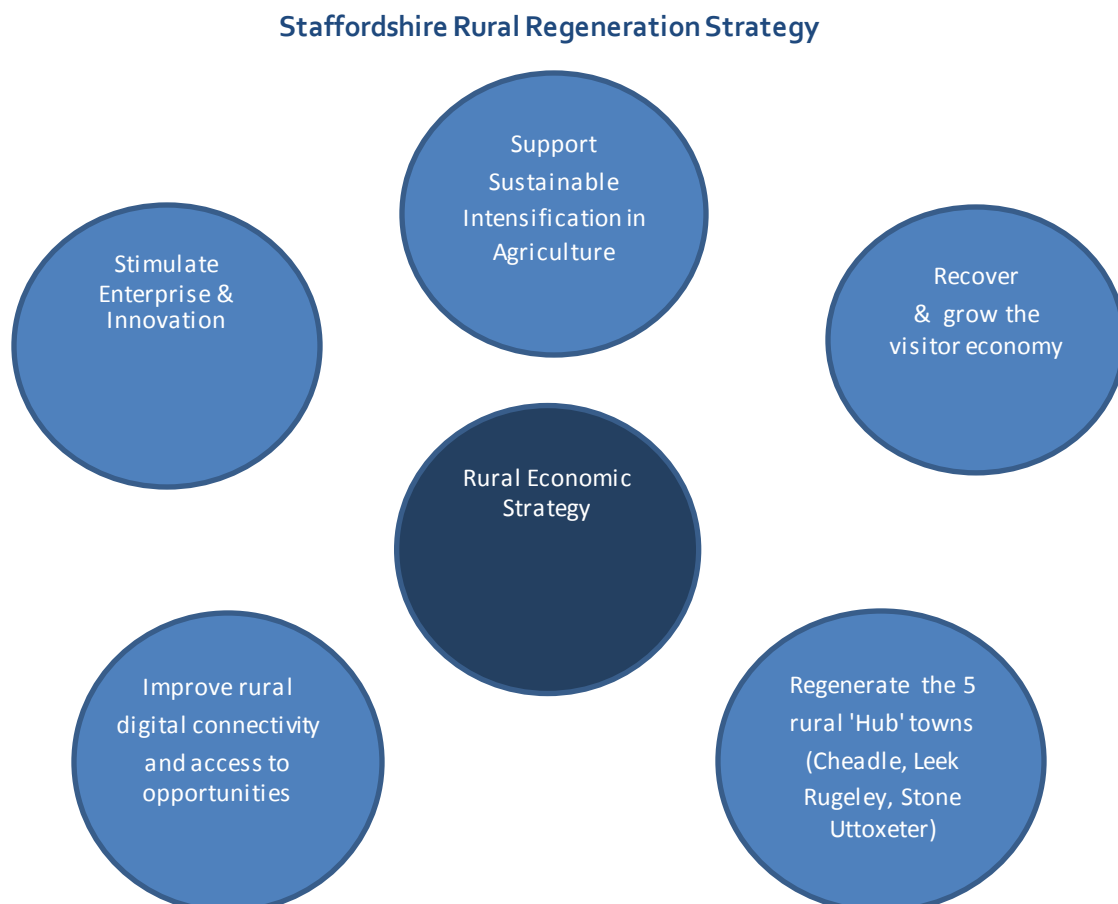 Staffordshire Rural Regeneration Strategy
Support
Sustainable
Intensification in
Agriculture
Stimulate
Enterprise &
Innovation
Recover
& grow the
visitor economy
Rural Economic
Strategy
Improve rural
digital connectivity
and access to
opportunities
Regenerate the 5
rural 'Hub' towns
(Cheadle, Leek
Rugeley, Stone
Uttoxeter)